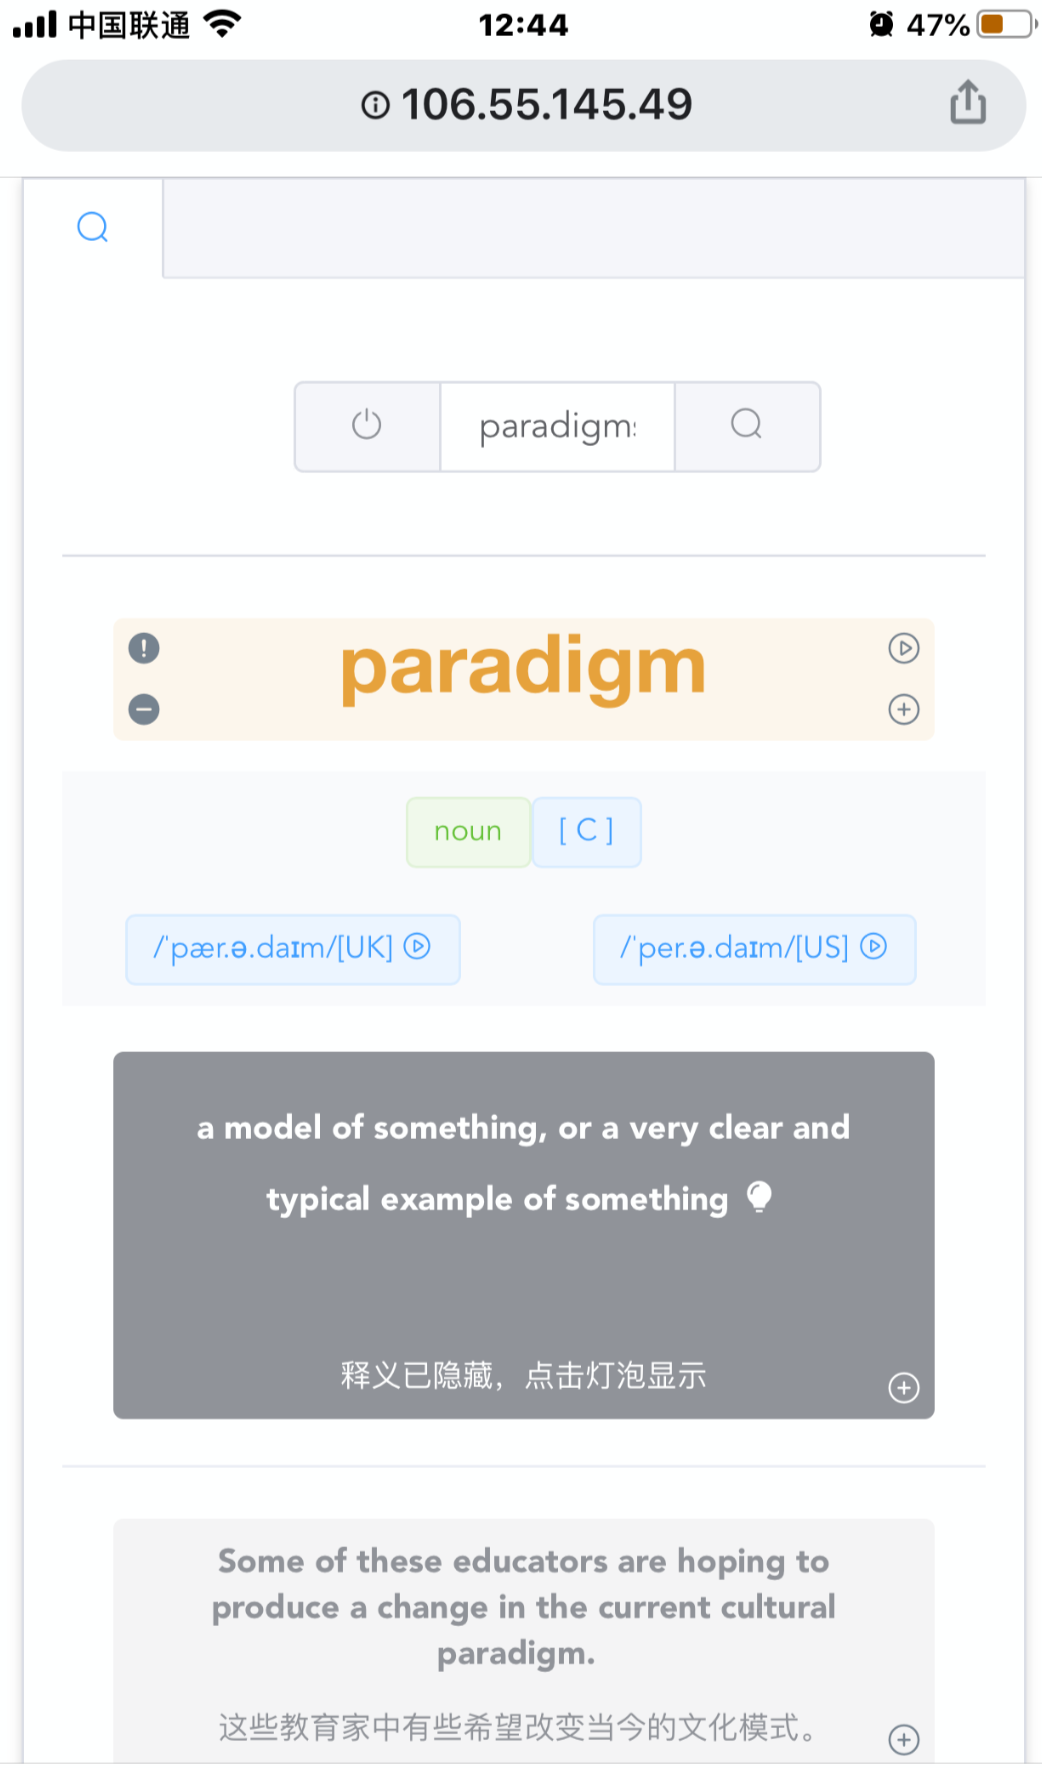 中国联通 12:44 47%
106.55.145.49
paradigms
paradigm
noun [ C ]
/ˈpær.ə.daɪm/[UK] /ˈper.ə.daɪm/[US]
a model of something, or a very clear and
typical example of something
释义已隐藏，点击灯泡显示
Some of these educators are hoping to
produce a change in the current cultural
paradigm.
这些教育家中有些希望改变当今的文化模式。